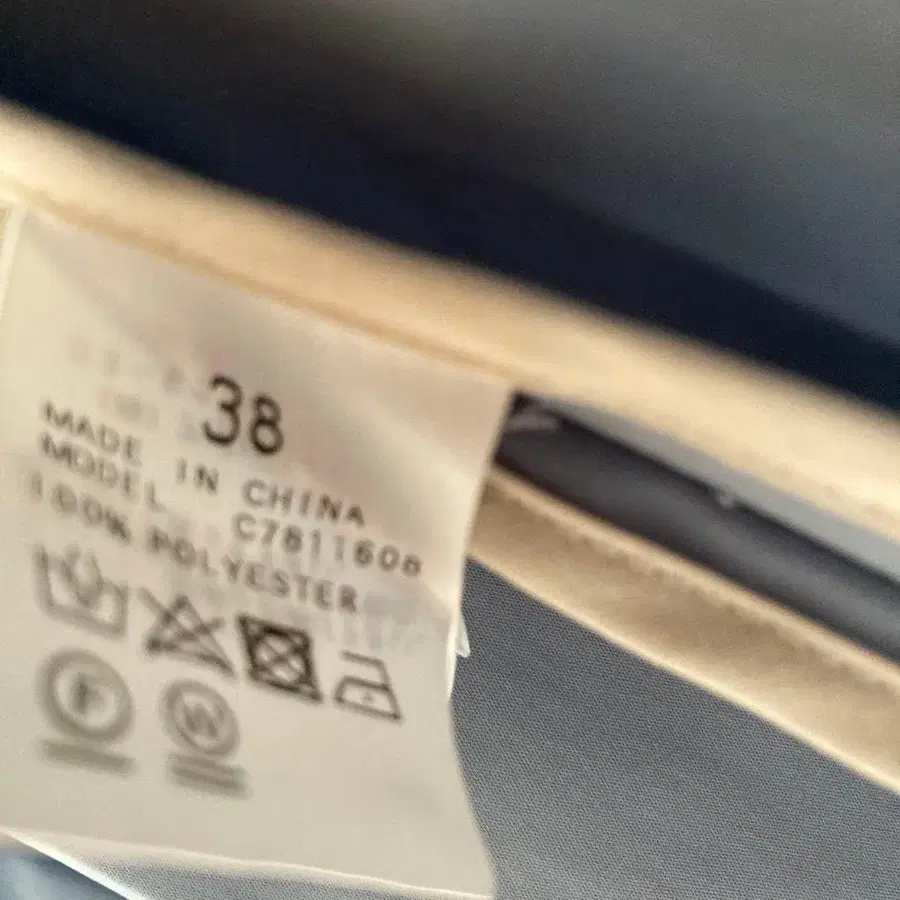 38
MADE IN CHINA
MODEL C7811608
100% POLYESTER